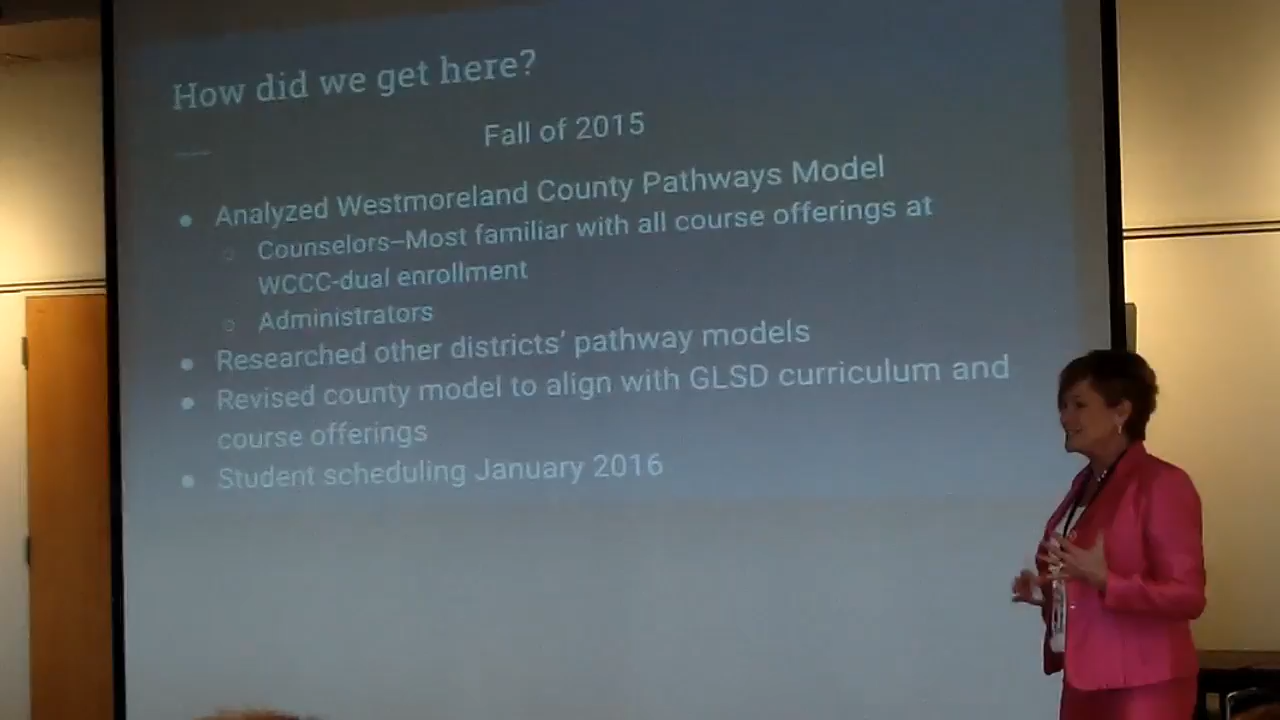 How did we get here?
Fall of 2015
● Analyzed Westmoreland County Pathways Model
○ Counselors–Most familiar with all course offerings at
WCCC-dual enrollment
○ Administrators
● Researched other districts’ pathway models
● Revised county model to align with GLSD curriculum and
course offerings
● Student scheduling January 2016